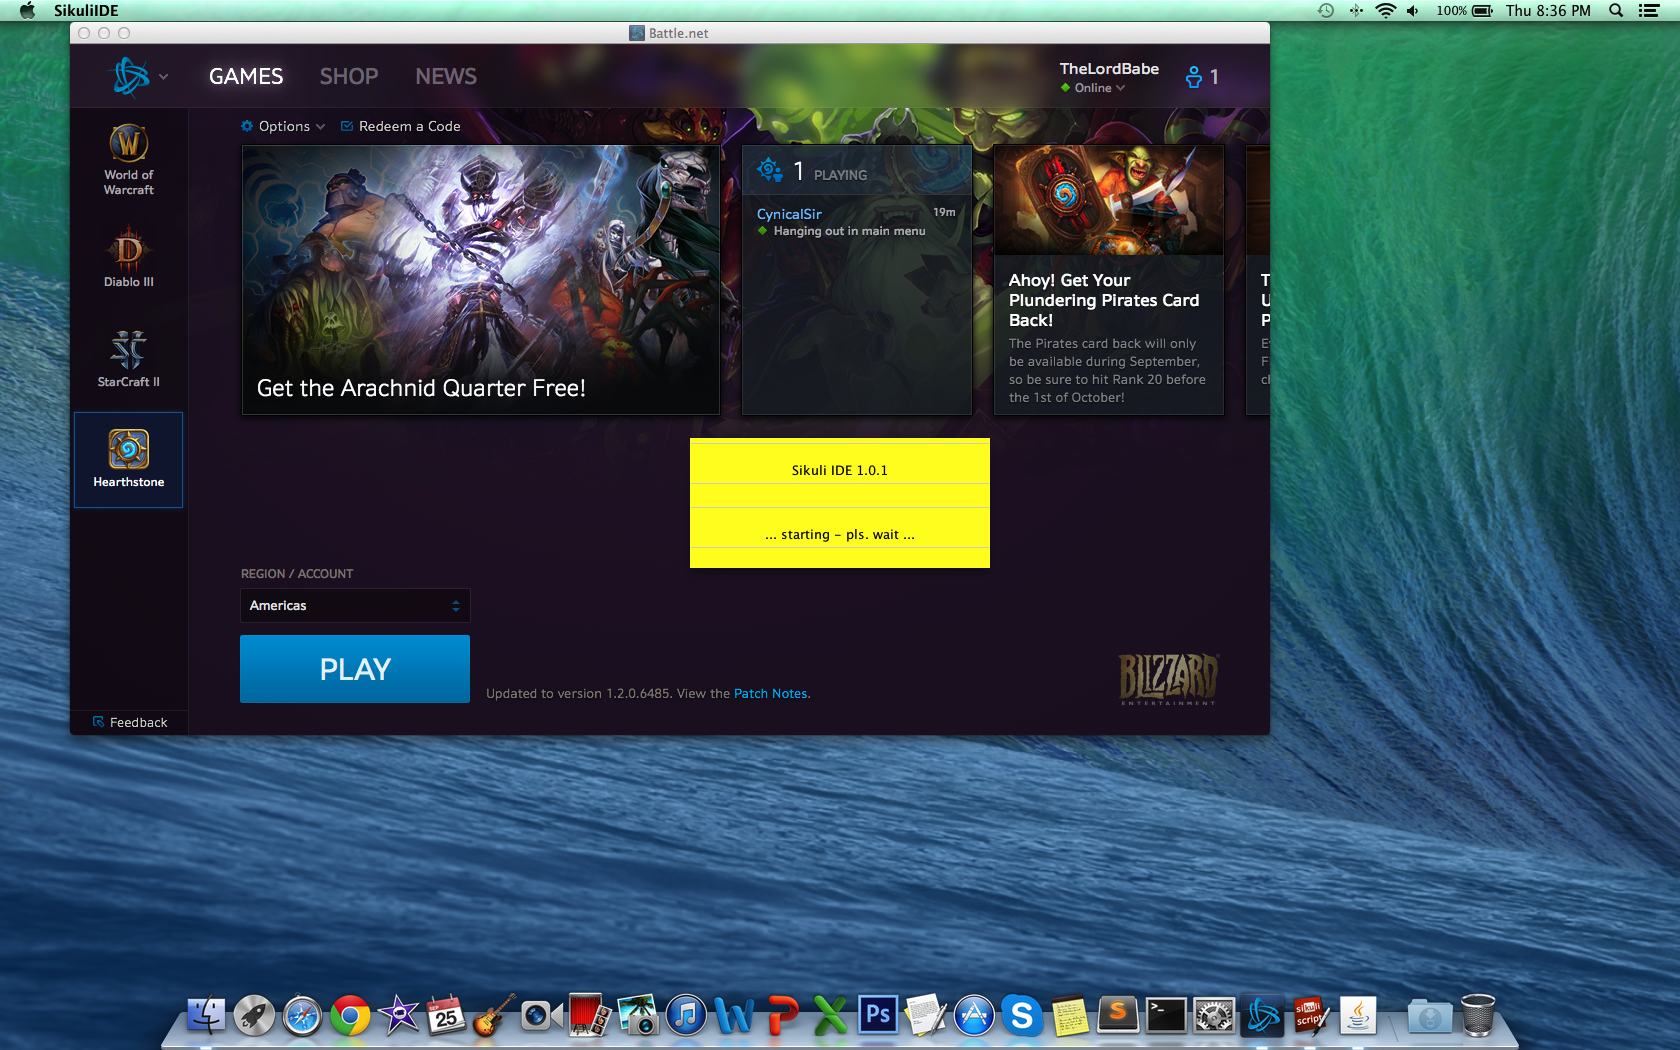 SikuliIDE
100%
Thu 8:36 PM
Battle.net
GAMES
SHOP
NEWS
TheLordBabe
Online
1
Options
Redeem a Code
World of
Warcraft
Diablo III
StarCraft II
Hearthstone
Get the Arachnid Quarter Free!
1 PLAYING
CynicalSir
19m
Hanging out in main menu
Ahoy! Get Your
Plundering Pirates Card
Back!
The Pirates card back will only
be available during September,
so be sure to hit Rank 20 before
the 1st of October!
T
U
P
E
F
c
Sikuli IDE 1.0.1
... starting - pls. wait ...
REGION / ACCOUNT
Americas
PLAY
Updated to version 1.2.0.6485. View the Patch Notes.
BLIZZARD
ENTERTAINMENT
Feedback
SEP
25
Ps
S
sikuli
script